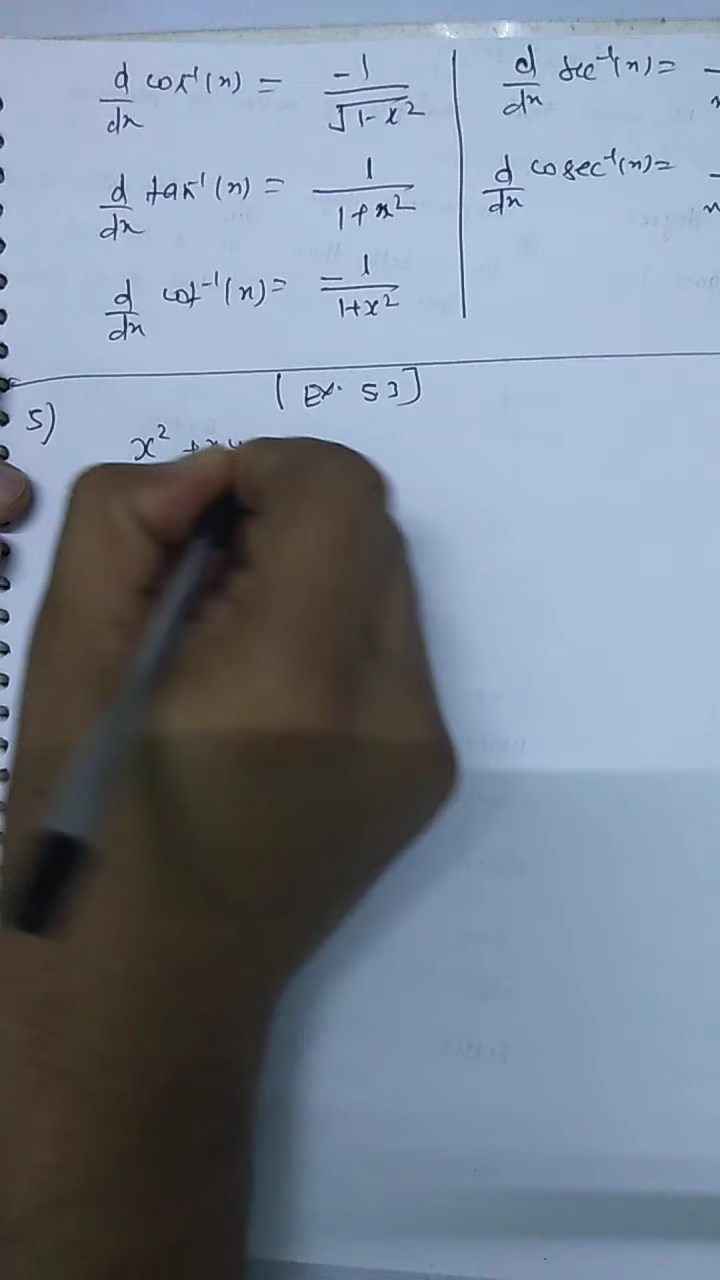 d/dx cos⁻¹(x) = -1/√1-x²
d/dx tan⁻¹(x) = 1/1+x²
d/dx cot⁻¹(x) = -1/1+x²
d/dx sec⁻¹(x) =
d/dx cosec⁻¹(x) =
[Ex. 5.3]
5)
x² + xy